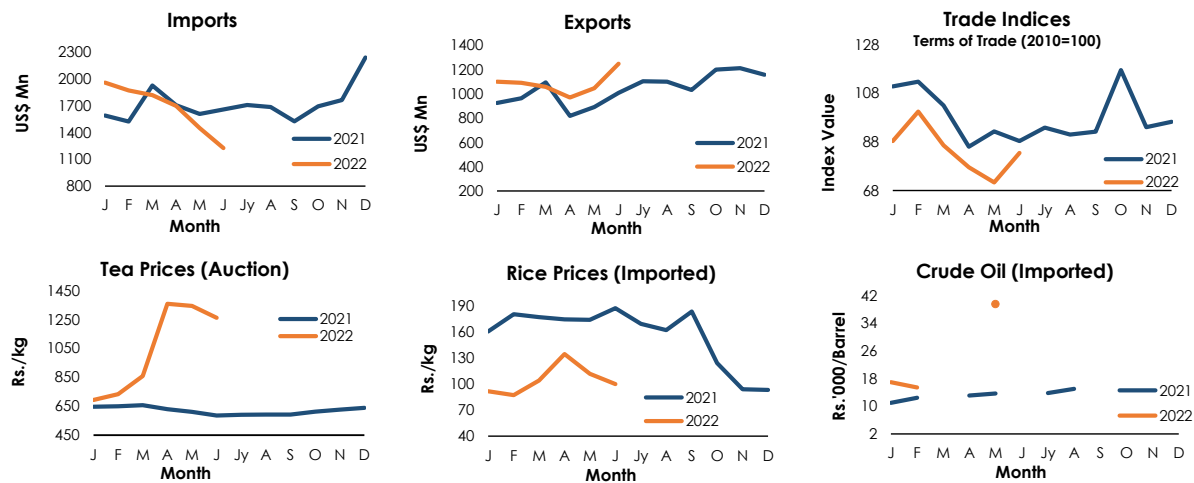 Imports
US$ Mn
2300
2000
1700
1400
1100
800
2021
2022
J F M A M J Jy A S O N D
Month
Exports
US$ Mn
1400
1200
1000
800
600
400
200
2021
2022
J F M A M J Jy A S O N D
Month
Trade Indices
Terms of Trade (2010=100)
Index Value
128
108
88
68
2021
2022
J F M A M J Jy A S O N D
Month
Tea Prices (Auction)
Rs./kg
1450
1250
1050
850
650
450
2021
2022
J F M A M J Jy A S O N D
Month
Rice Prices (Imported)
Rs./kg
190
160
130
100
70
40
2021
2022
J F M A M J Jy A S O N D
Month
Crude Oil (Imported)
Rs.'000/Barrel
42
34
26
18
10
2
2021
2022
J F M A M J Jy A S O N D
Month